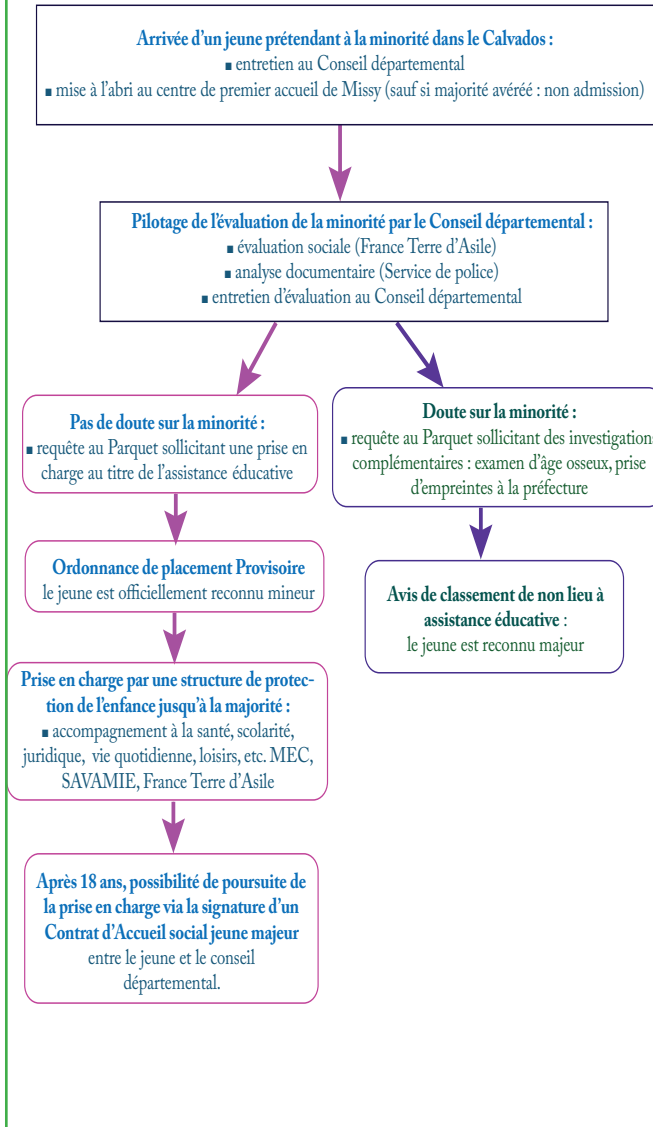 Arrivée d'un jeune prétendant à la minorité dans le Calvados :
▪ entretien au Conseil départemental
▪ mise à l'abri au centre de premier accueil de Missy (sauf si majorité avéréé : non admission)
Pilotage de l'évaluation de la minorité par le Conseil départemental :
▪ évaluation sociale (France Terre d'Asile)
▪ analyse documentaire (Service de police)
▪ entretien d'évaluation au Conseil départemental
Pas de doute sur la minorité :
▪ requête au Parquet sollicitant une prise en
charge au titre de l'assistance éducative
Doute sur la minorité :
▪ requête au Parquet sollicitant des investigations
complémentaires : examen d'âge osseux, prise
d'empreintes à la préfecture
Ordonnance de placement Provisoire
le jeune est officiellement reconnu mineur
Avis de classement de non lieu à
assistance éducative :
le jeune est reconnu majeur
Prise en charge par une structure de protec-
tion de l'enfance jusqu'à la majorité :
▪ accompagnement à la santé, scolarité,
juridique, vie quotidienne, loisirs, etc. MEC,
SAVAMIE, France Terre d'Asile
Après 18 ans, possibilité de poursuite de
la prise en charge via la signature d'un
Contrat d'Accueil social jeune majeur
entre le jeune et le conseil
départemental.